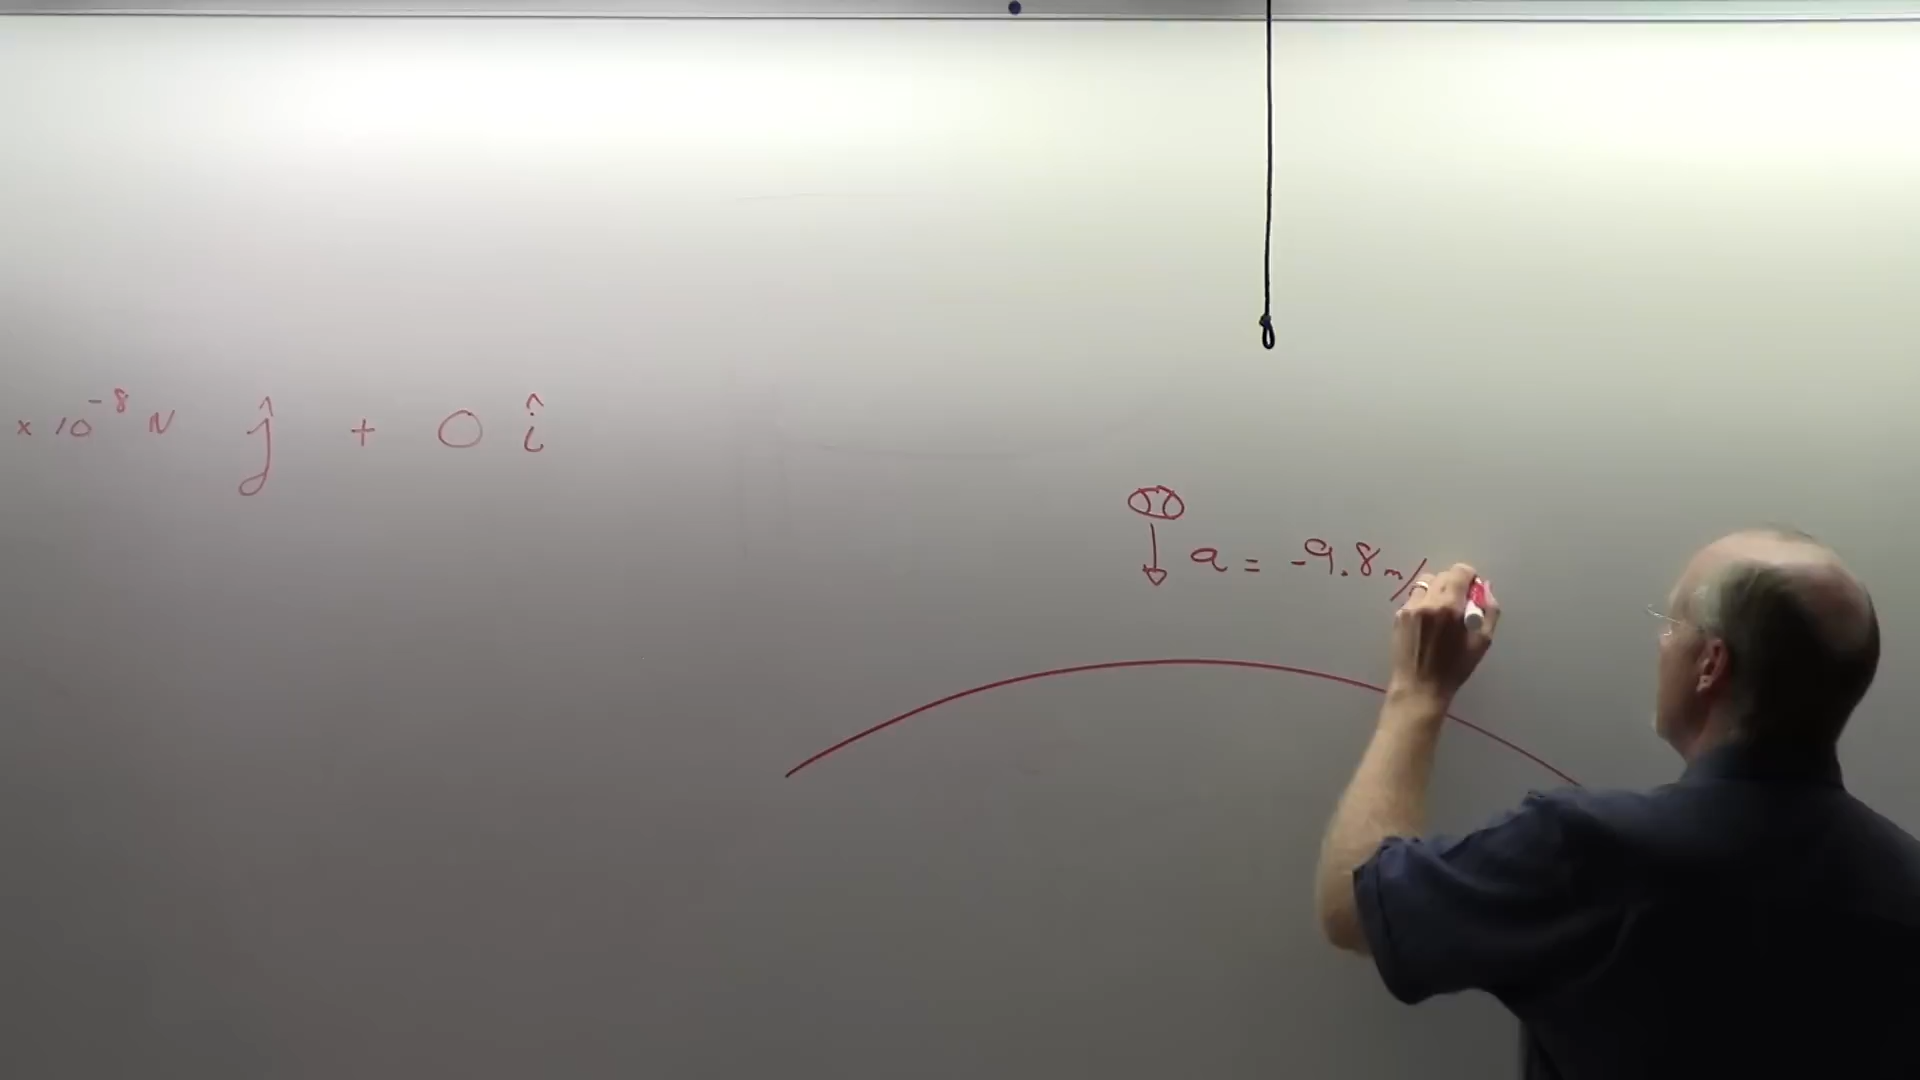 x 10⁻⁸ N ĵ + 0 î
a = -9.8 m/